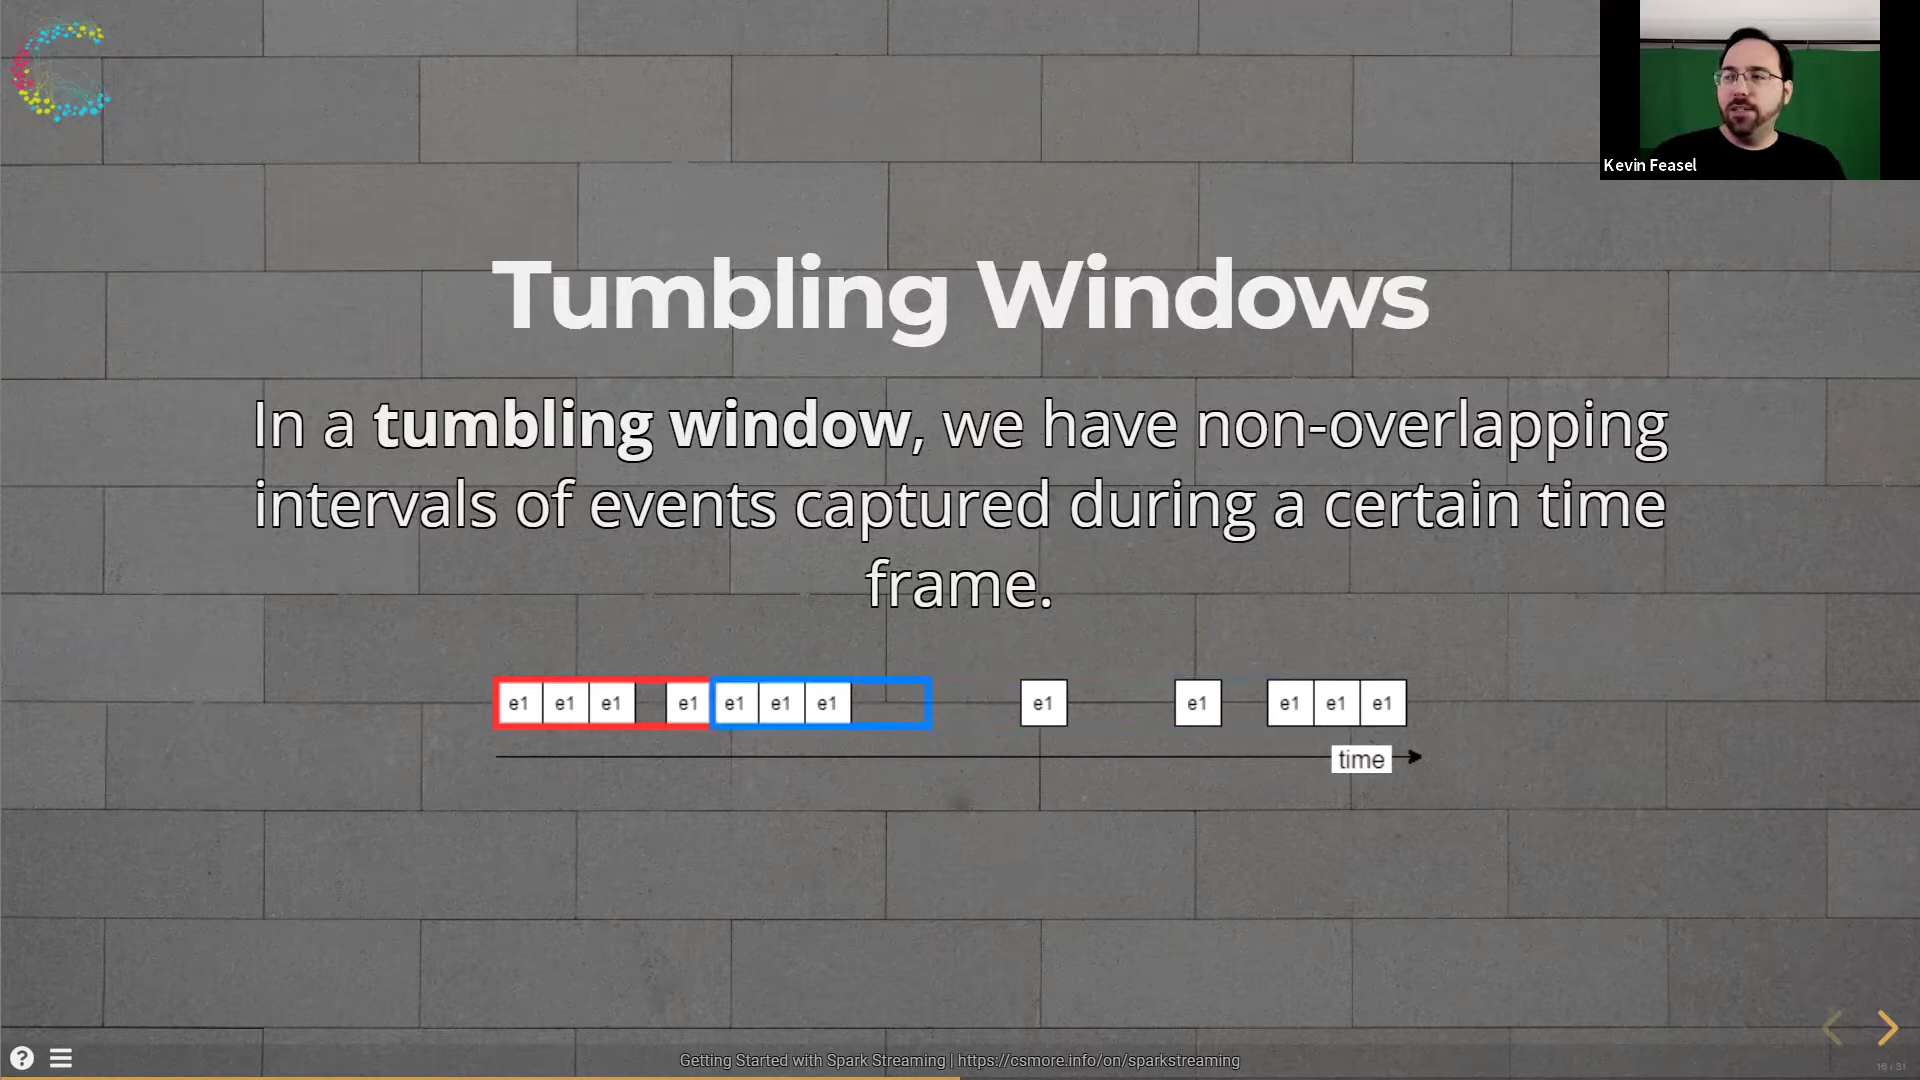 Kevin Feasel
Tumbling Windows
In a tumbling window, we have non-overlapping
intervals of events captured during a certain time
frame.
e1 e1 e1 e1 e1 e1 e1 e1 e1 e1 e1 e1
time
Getting Started with Spark Streaming | https://csmore.info/on/sparkstreaming
16 / 31